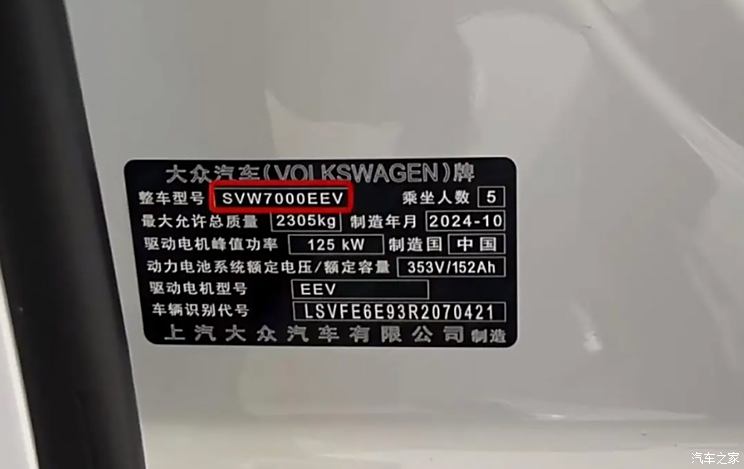 大众汽车(VOLKSWAGEN)牌
整车型号 SVW7000EEV 乘坐人数 5
最大允许总质量 2305kg 制造年月 2024-10
驱动电机峰值功率 125 kW 制造国 中国
动力电池系统额定电压/额定容量 353V/152Ah
驱动电机型号 EEV
车辆识别代号 LSVFE6E93R2070421
上汽大众汽车有限公司 制造
汽车之家